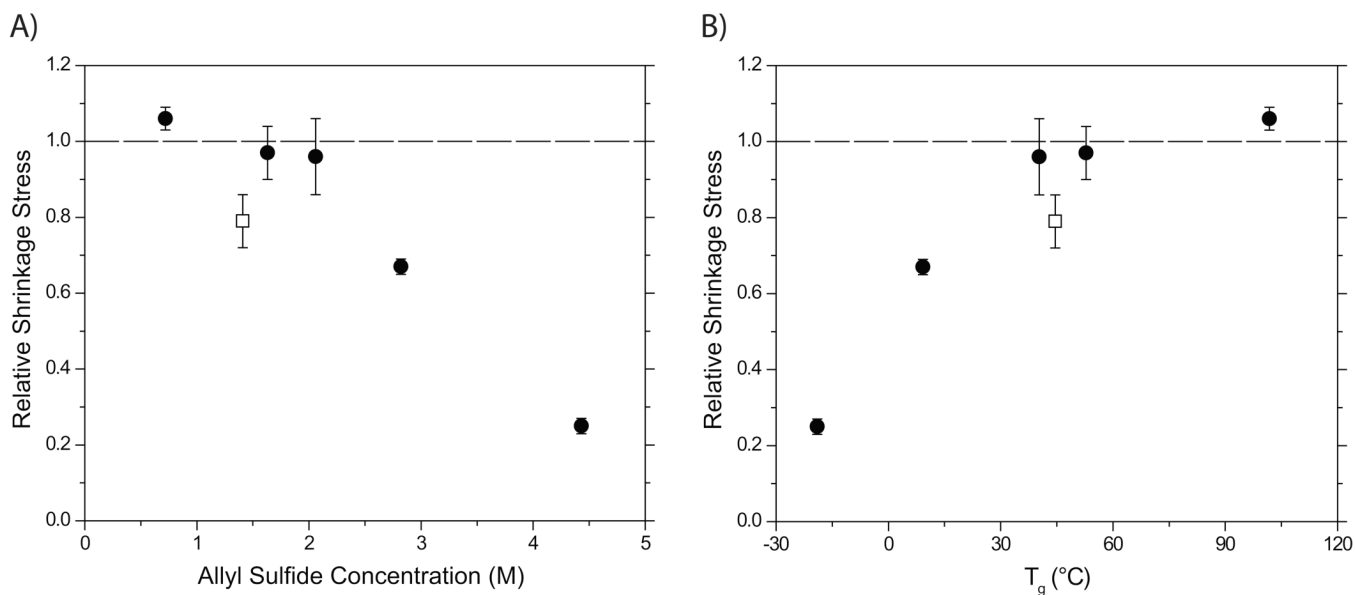 A)
Relative Shrinkage Stress
1.2
1.0
0.8
0.6
0.4
0.2
0.0
0 1 2 3 4 5
Allyl Sulfide Concentration (M)
B)
Relative Shrinkage Stress
1.2
1.0
0.8
0.6
0.4
0.2
0.0
-30 0 30 60 90 120
Tg (°C)